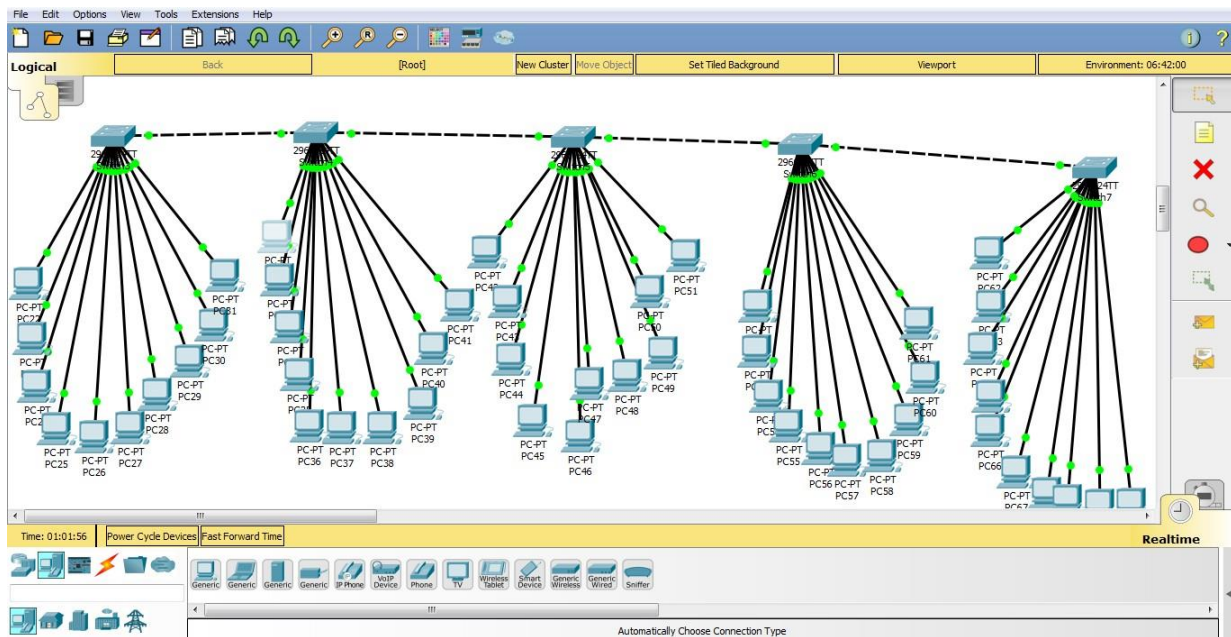 File Edit Options View Tools Extensions Help
Logical Back [Root] New Cluster Move Object Set Tiled Background Viewport Environment: 06:42:00
24TT
PC-PT
PC-PT
PC31
PC-PT
PC30
PC-PT
PC29
PC-PT
PC28
PC-PT
PC25
PC-PT
PC26
PC-PT
PC27
PC-PT
PC41
PC-PT
PC40
PC-PT
PC39
PC-PT
PC36
PC-PT
PC37
PC-PT
PC38
PC-PT
PC-PT
PC51
PC-PT
PC50
PC-PT
PC49
PC-PT
PC44
PC-PT
PC48
PC-PT
PC47
PC-PT
PC45
PC-PT
PC46
PC-PT
PC61
PC-PT
PC60
PC-PT
PC59
PC55
PC56
PC-PT
PC57
PC-PT
PC58
PC-PT
PC-PT
PC66
PC-PT
PC67
Time: 01:01:56 Power Cycle Devices Fast Forward Time Realtime
Generic Generic Generic Generic IP Phone VoIP Device Phone TV Wireless Tablet Smart Device Generic Wireless Generic Wired Sniffer
Automatically Choose Connection Type